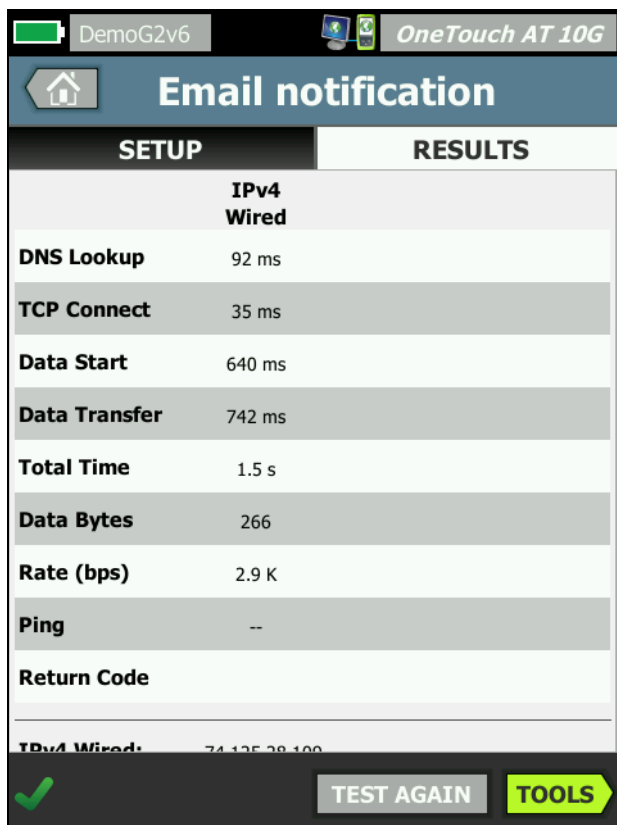 DemoG2v6 OneTouch AT 10G
Email notification
SETUP RESULTS
IPv4
Wired
DNS Lookup 92 ms
TCP Connect 35 ms
Data Start 640 ms
Data Transfer 742 ms
Total Time 1.5 s
Data Bytes 266
Rate (bps) 2.9 K
Ping --
Return Code
IPv4 Wired:
TEST AGAIN TOOLS